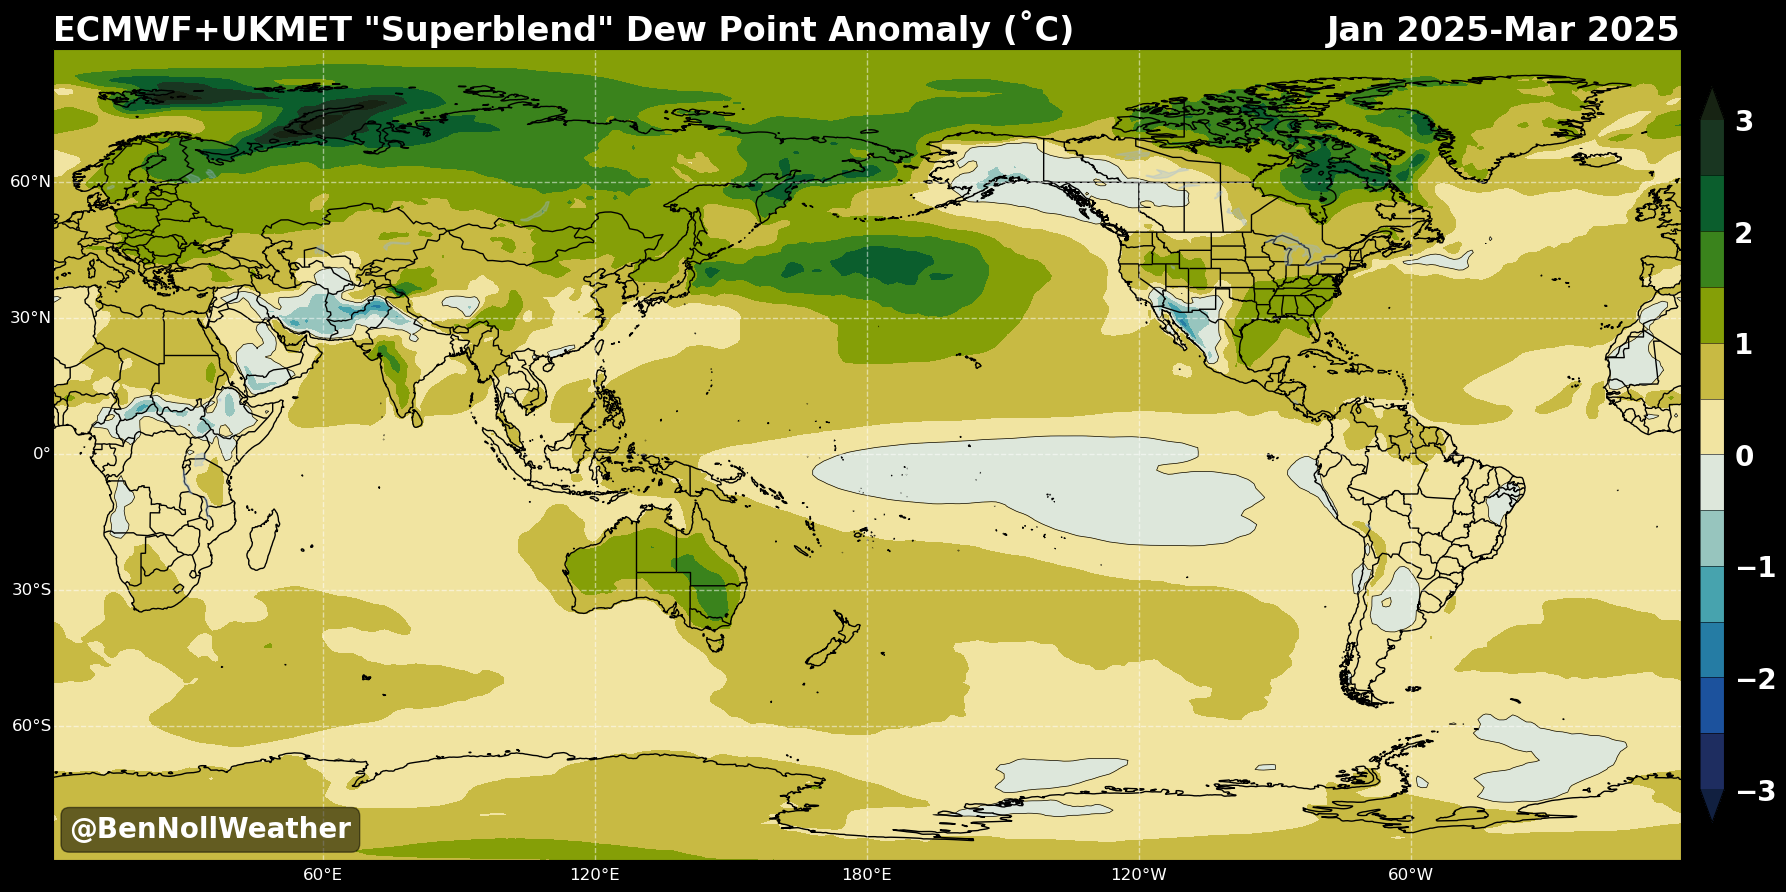 ECMWF+UKMET "Superblend" Dew Point Anomaly (˚C)
Jan 2025-Mar 2025
60°N
30°N
0°
30°S
60°S
60°E
120°E
180°E
120°W
60°W
3
2
1
0
−1
−2
−3
@BenNollWeather